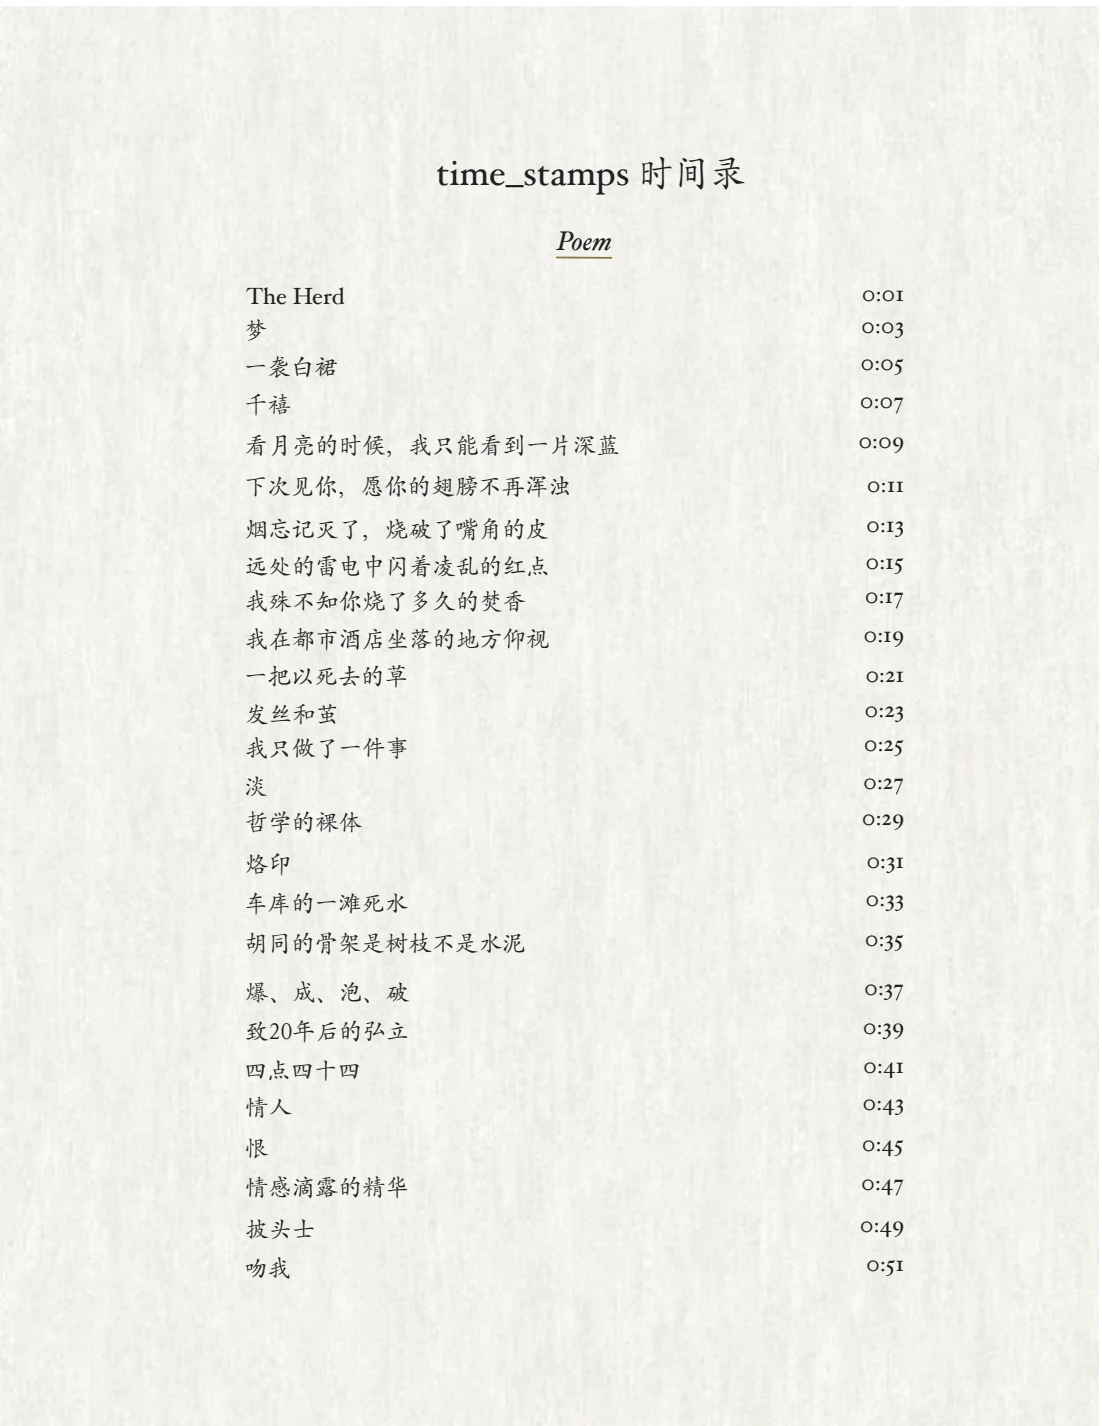 time_stamps 时间录
Poem
The Herd 0:01
梦 0:03
一袭白裙 0:05
千禧 0:07
看月亮的时候，我只能看到一片深蓝 0:09
下次见你，愿你的翅膀不再浑浊 0:11
烟忘记灭了，烧破了嘴角的皮 0:13
远处的雷电中闪着凌乱的红点 0:15
我殊不知你烧了多久的焚香 0:17
我在都市酒店坐落的地方仰视 0:19
一把以死去的草 0:21
发丝和茧 0:23
我只做了一件事 0:25
淡 0:27
哲学的裸体 0:29
烙印 0:31
车库的一滩死水 0:33
胡同的骨架是树枝不是水泥 0:35
爆、成、泡、破 0:37
致20年后的弘立 0:39
四点四十四 0:41
情人 0:43
恨 0:45
情感滴露的精华 0:47
披头士 0:49
吻我 0:51